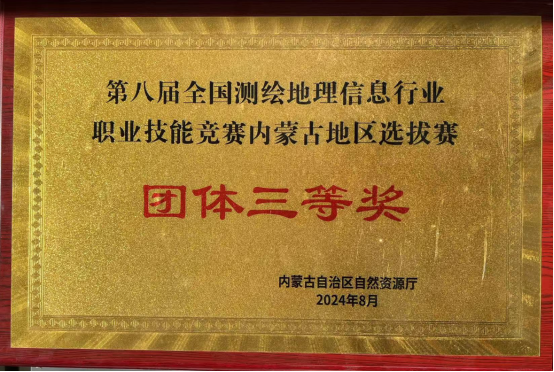 第八届全国测绘地理信息行业
职业技能竞赛内蒙古地区选拔赛
团体三等奖
内蒙古自治区自然资源厅
2024年8月